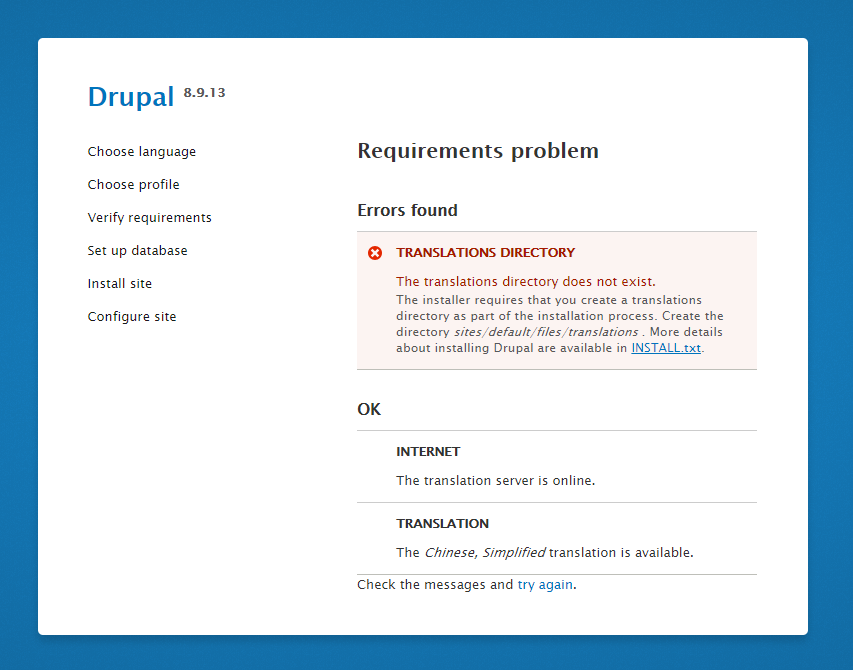 Drupal 8.9.13
Choose language
Choose profile
Verify requirements
Set up database
Install site
Configure site
Requirements problem
Errors found
TRANSLATIONS DIRECTORY
The translations directory does not exist.
The installer requires that you create a translations
directory as part of the installation process. Create the
directory sites/default/files/translations . More details
about installing Drupal are available in INSTALL.txt.
OK
INTERNET
The translation server is online.
TRANSLATION
The Chinese, Simplified translation is available.
Check the messages and try again.